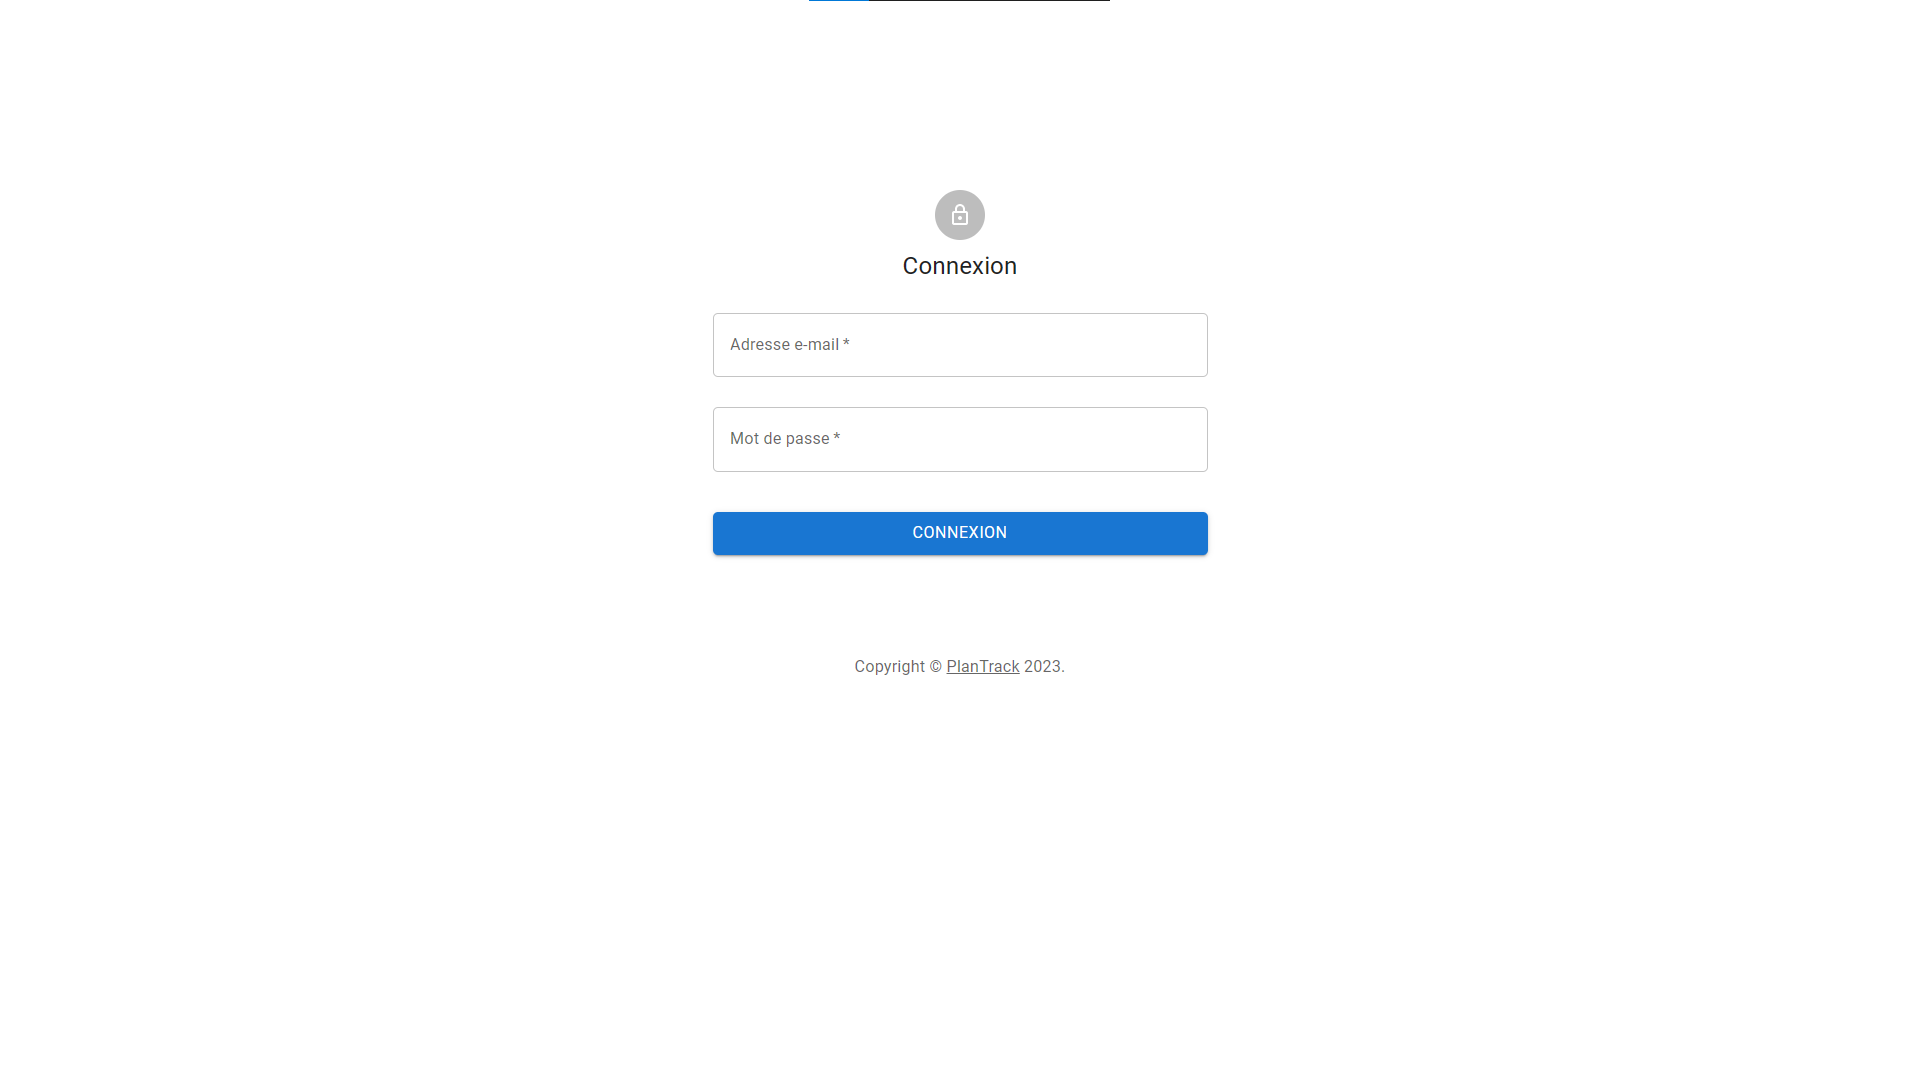 Connexion
Adresse e-mail *
Mot de passe *
CONNEXION
Copyright © PlanTrack 2023.